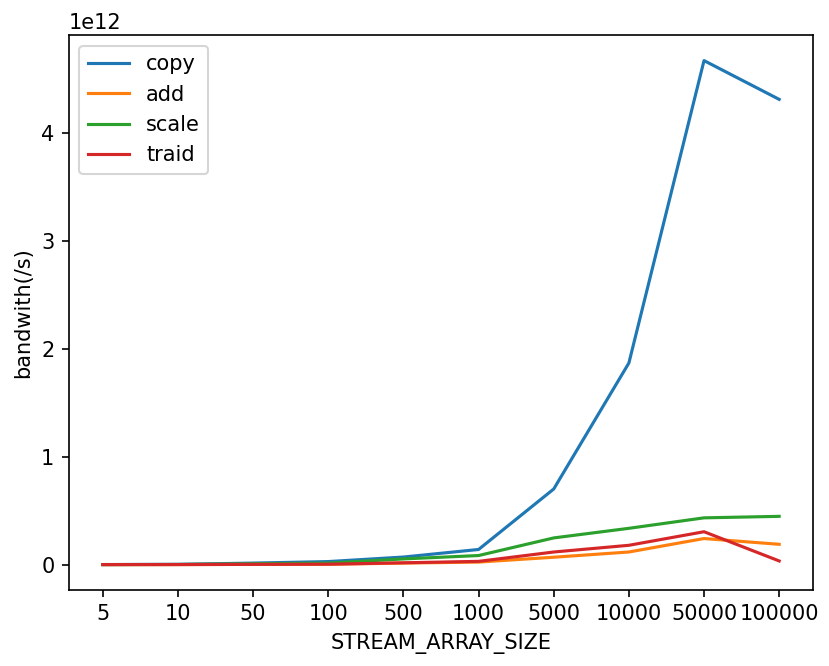 1e12
copy
add
scale
traid
4
3
2
1
0
bandwith(/s)
5 10 50 100 500 1000 5000 10000 50000 100000
STREAM_ARRAY_SIZE